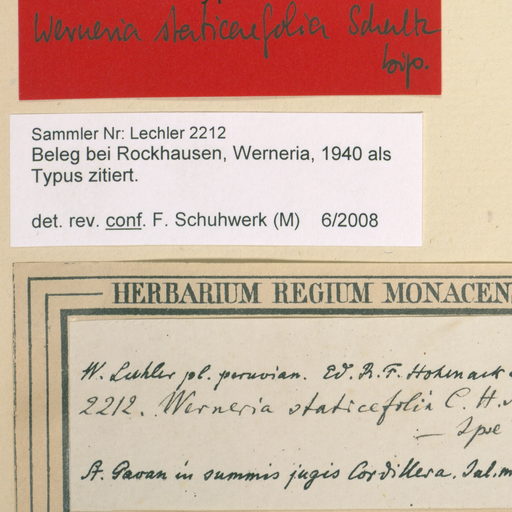 Werneria staticaefolia Schultz
bip.
Sammler Nr: Lechler 2212
Beleg bei Rockhausen, Werneria, 1940 als
Typus zitiert.
det. rev. conf. F. Schuhwerk (M) 6/2008
HERBARIUM REGIUM MONACEN
W. Lechler pl. peruvian. Ed. R. F. Hohenack
2212. Werneria staticefolia C. H.
— Ipse
St. Gavan in summis jugis Cordillera. Jul. m